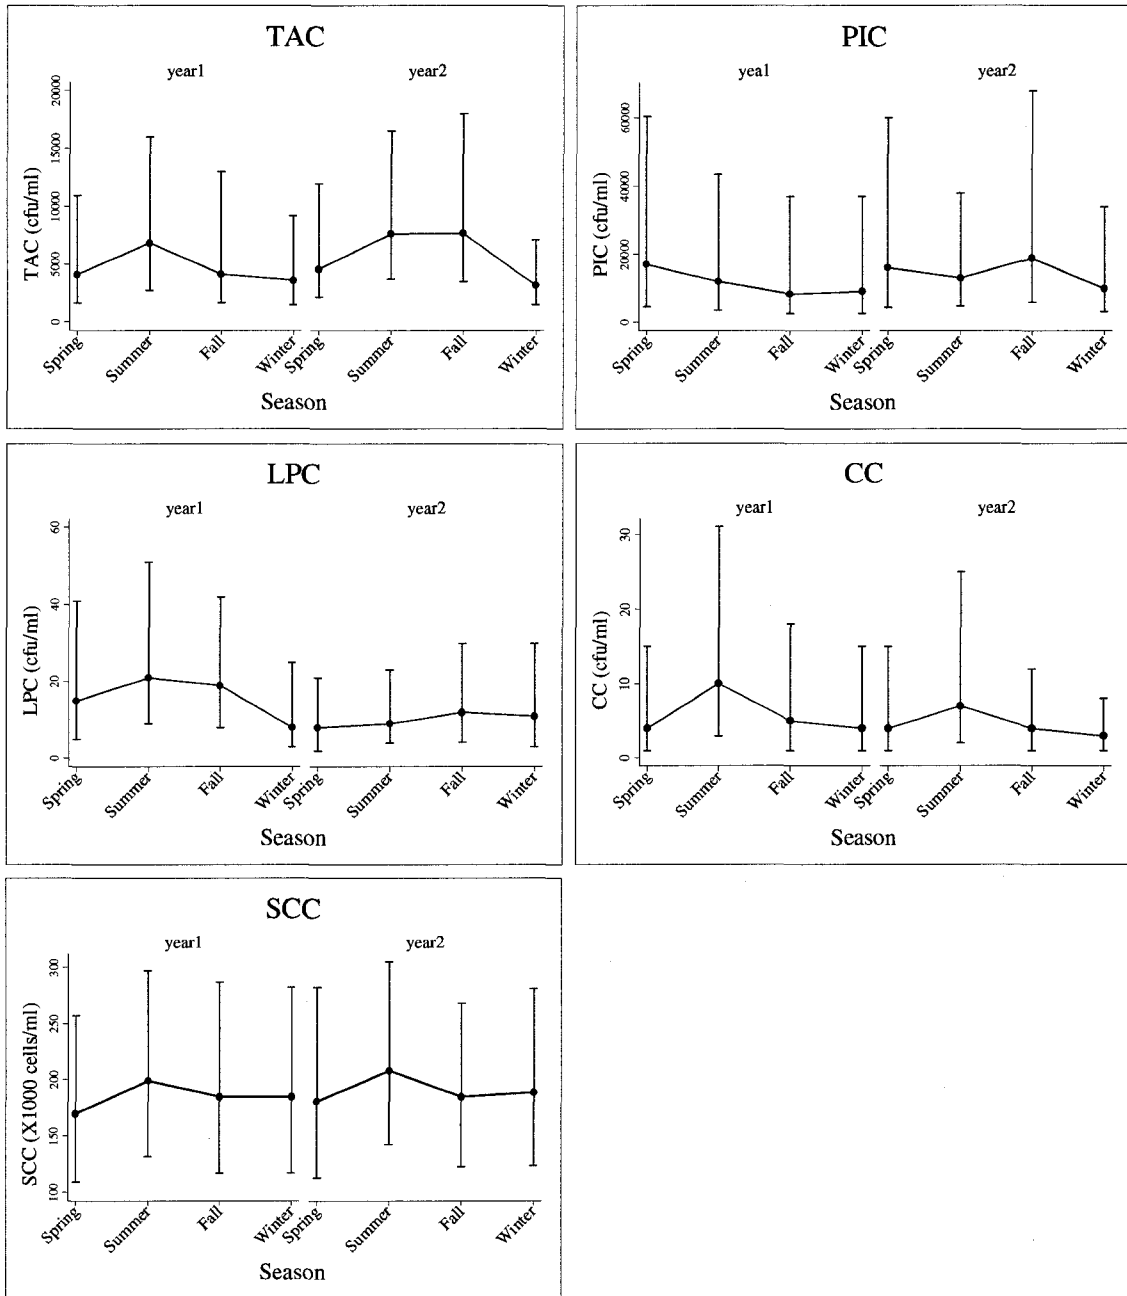 TAC
year1 year2
TAC (cfu/ml)
0 5000 10000 15000 20000
Spring Summer Fall Winter Spring Summer Fall Winter
Season
PIC
yea1 year2
PIC (cfu/ml)
0 20000 40000 60000
Spring Summer Fall Winter Spring Summer Fall Winter
Season
LPC
year1 year2
LPC (cfu/ml)
0 20 40 60
Spring Summer Fall Winter Spring Summer Fall Winter
Season
CC
year1 year2
CC (cfu/ml)
0 10 20 30
Spring Summer Fall Winter Spring Summer Fall Winter
Season
SCC
year1 year2
SCC (X1000 cells/ml)
100 150 200 250 300
Spring Summer Fall Winter Spring Summer Fall Winter
Season